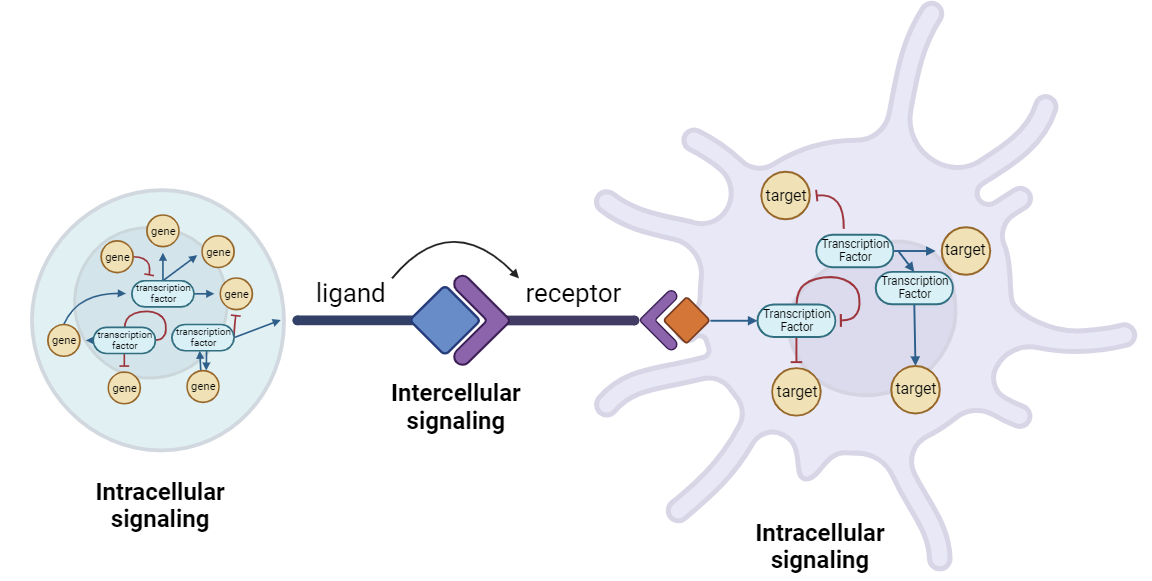 gene
gene
gene
transcription
factor
gene
gene
transcription
factor
transcription
factor
gene
gene
Intracellular
signaling
ligand
receptor
Intercellular
signaling
target
Transcription
Factor
target
Transcription
Factor
Transcription
Factor
target
target
Intracellular
signaling